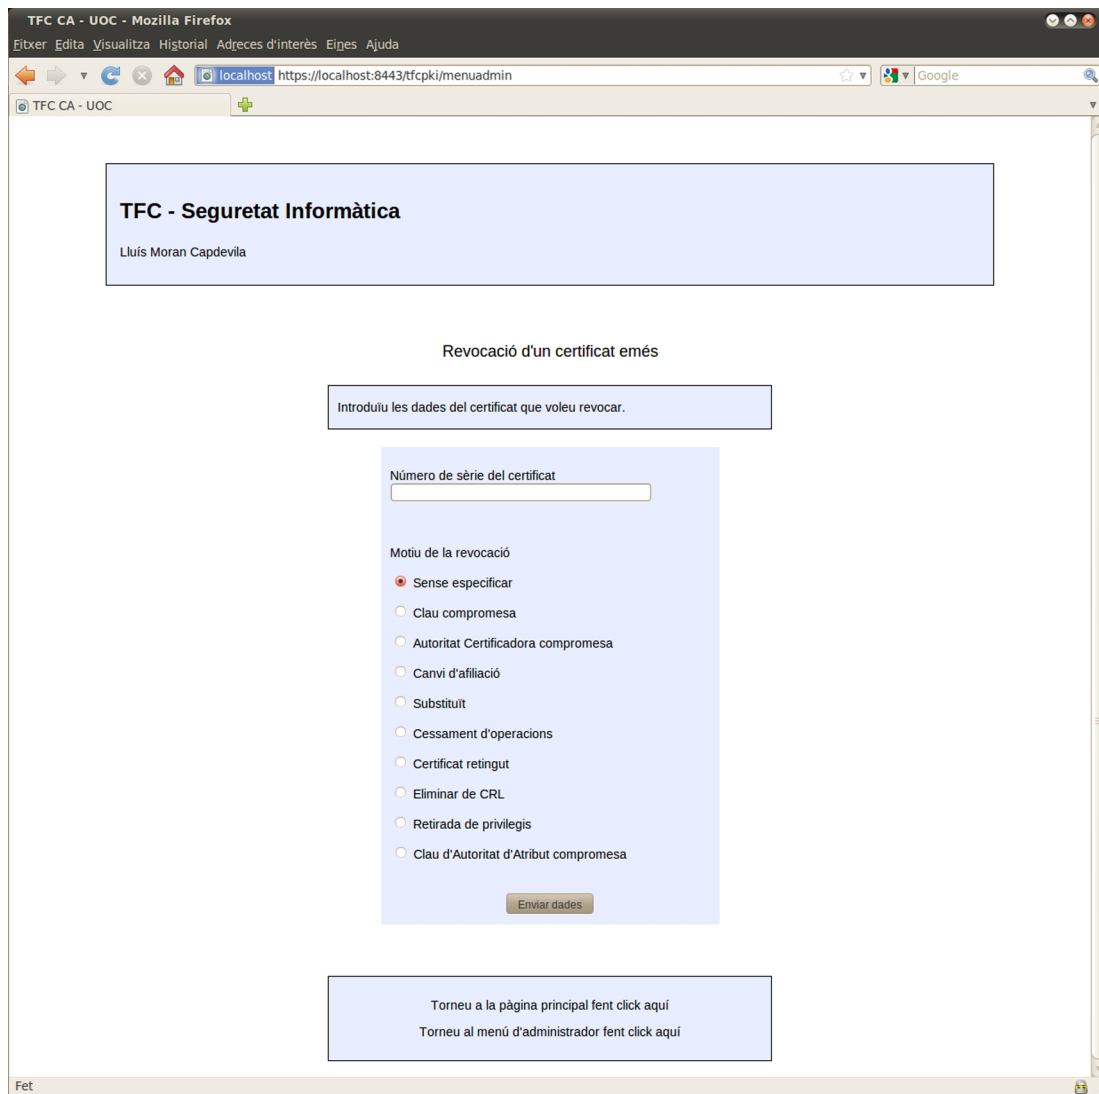 TFC CA - UOC - Mozilla Firefox
Fitxer Edita Visualitza Historial Adreces d'interès Eines Ajuda
localhost https://localhost:8443/tfcpki/menuadmin Google
TFC CA - UOC
TFC - Seguretat Informàtica
Lluís Moran Capdevila
Revocació d'un certificat emés
Introduïu les dades del certificat que voleu revocar.
Número de sèrie del certificat
Motiu de la revocació
Sense especificar
Clau compromesa
Autoritat Certificadora compromesa
Canvi d'afiliació
Substituït
Cessament d'operacions
Certificat retingut
Eliminar de CRL
Retirada de privilegis
Clau d'Autoritat d'Atribut compromesa
Enviar dades
Torneu a la pàgina principal fent click aquí
Torneu al menú d'administrador fent click aquí
Fet